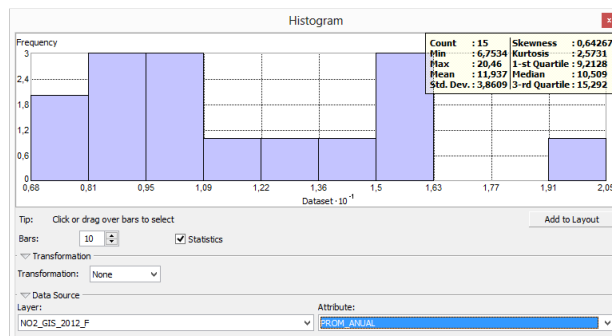 Histogram
Frequency
3
2,4
1,8
1,2
0,6
0
0,68 0,81 0,95 1,09 1,22 1,36 1,5 1,63 1,77 1,91 2,05
Dataset · 10⁻¹
Count : 15 Skewness : 0,64267
Min : 6,7534 Kurtosis : 2,5731
Max : 20,46 1-st Quartile : 9,2128
Mean : 11,937 Median : 10,509
Std. Dev. : 3,8609 3-rd Quartile : 15,292
Tip: Click or drag over bars to select Add to Layout
Bars: 10 Statistics
Transformation
Transformation: None
Data Source
Layer: Attribute:
NO2_GIS_2012_F PROM_ANUAL